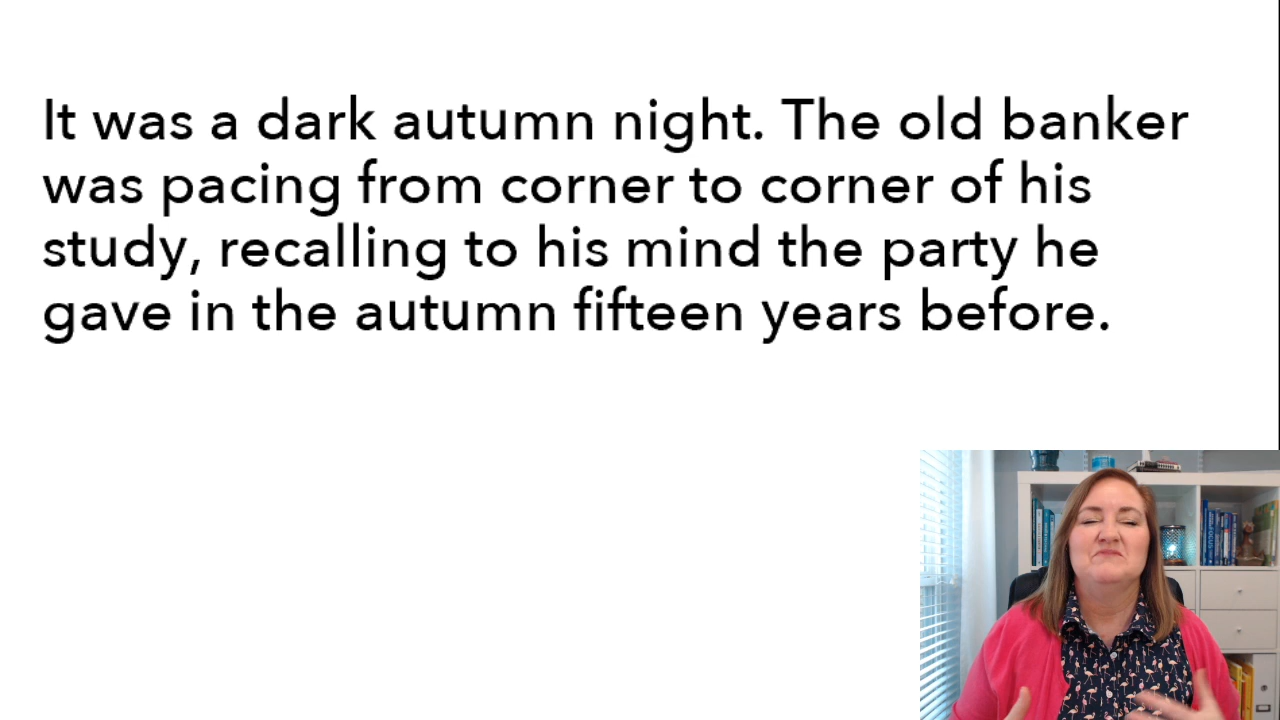 It was a dark autumn night. The old banker
was pacing from corner to corner of his
study, recalling to his mind the party he
gave in the autumn fifteen years before.